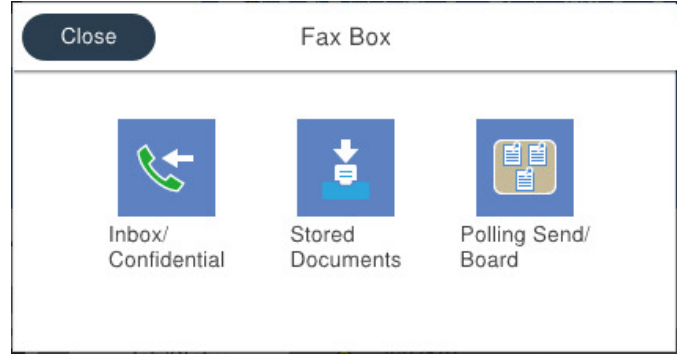 Close
Fax Box
Inbox/
Confidential
Stored
Documents
Polling Send/
Board